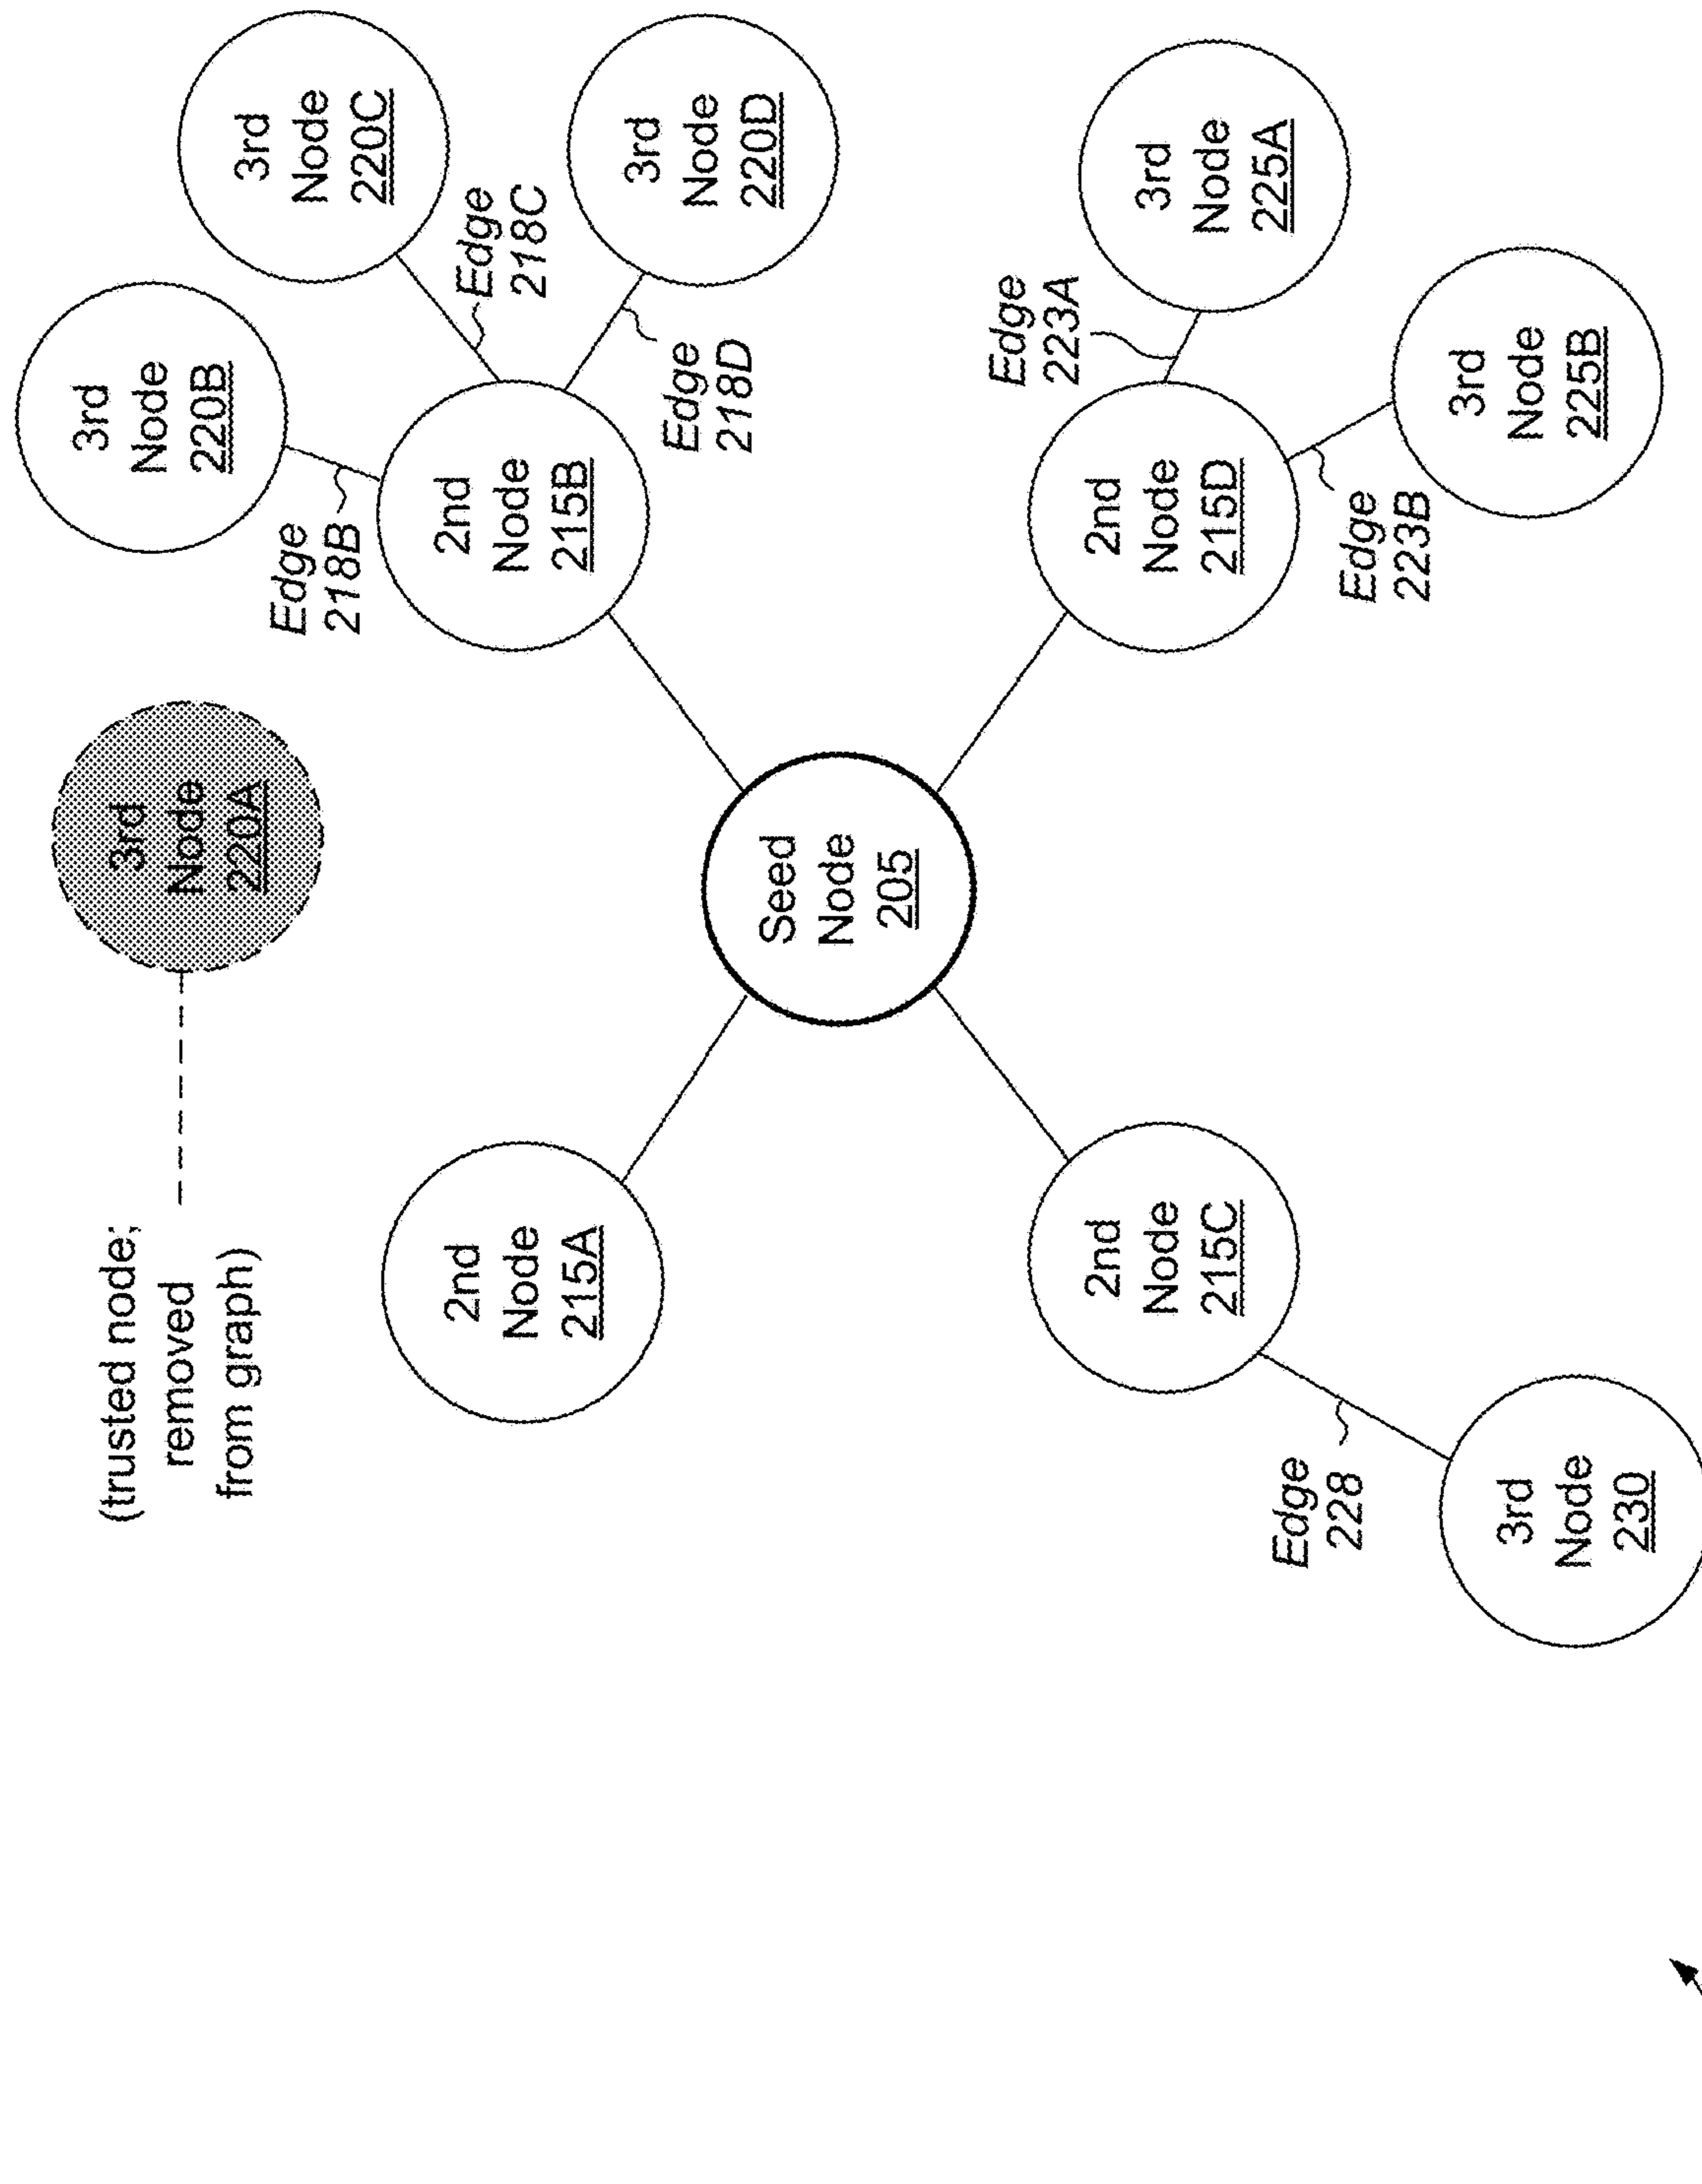 (trusted node;
removed
from graph)
3rd
Node
220A
3rd
Node
220B
3rd
Node
220C
Edge
218B
2nd
Node
215A
2nd
Node
215B
Edge
218C
3rd
Node
220D
Edge
218D
Seed
Node
205
Edge
223A
2nd
Node
215C
2nd
Node
215D
3rd
Node
225A
Edge
228
Edge
223B
3rd
Node
230
3rd
Node
225B